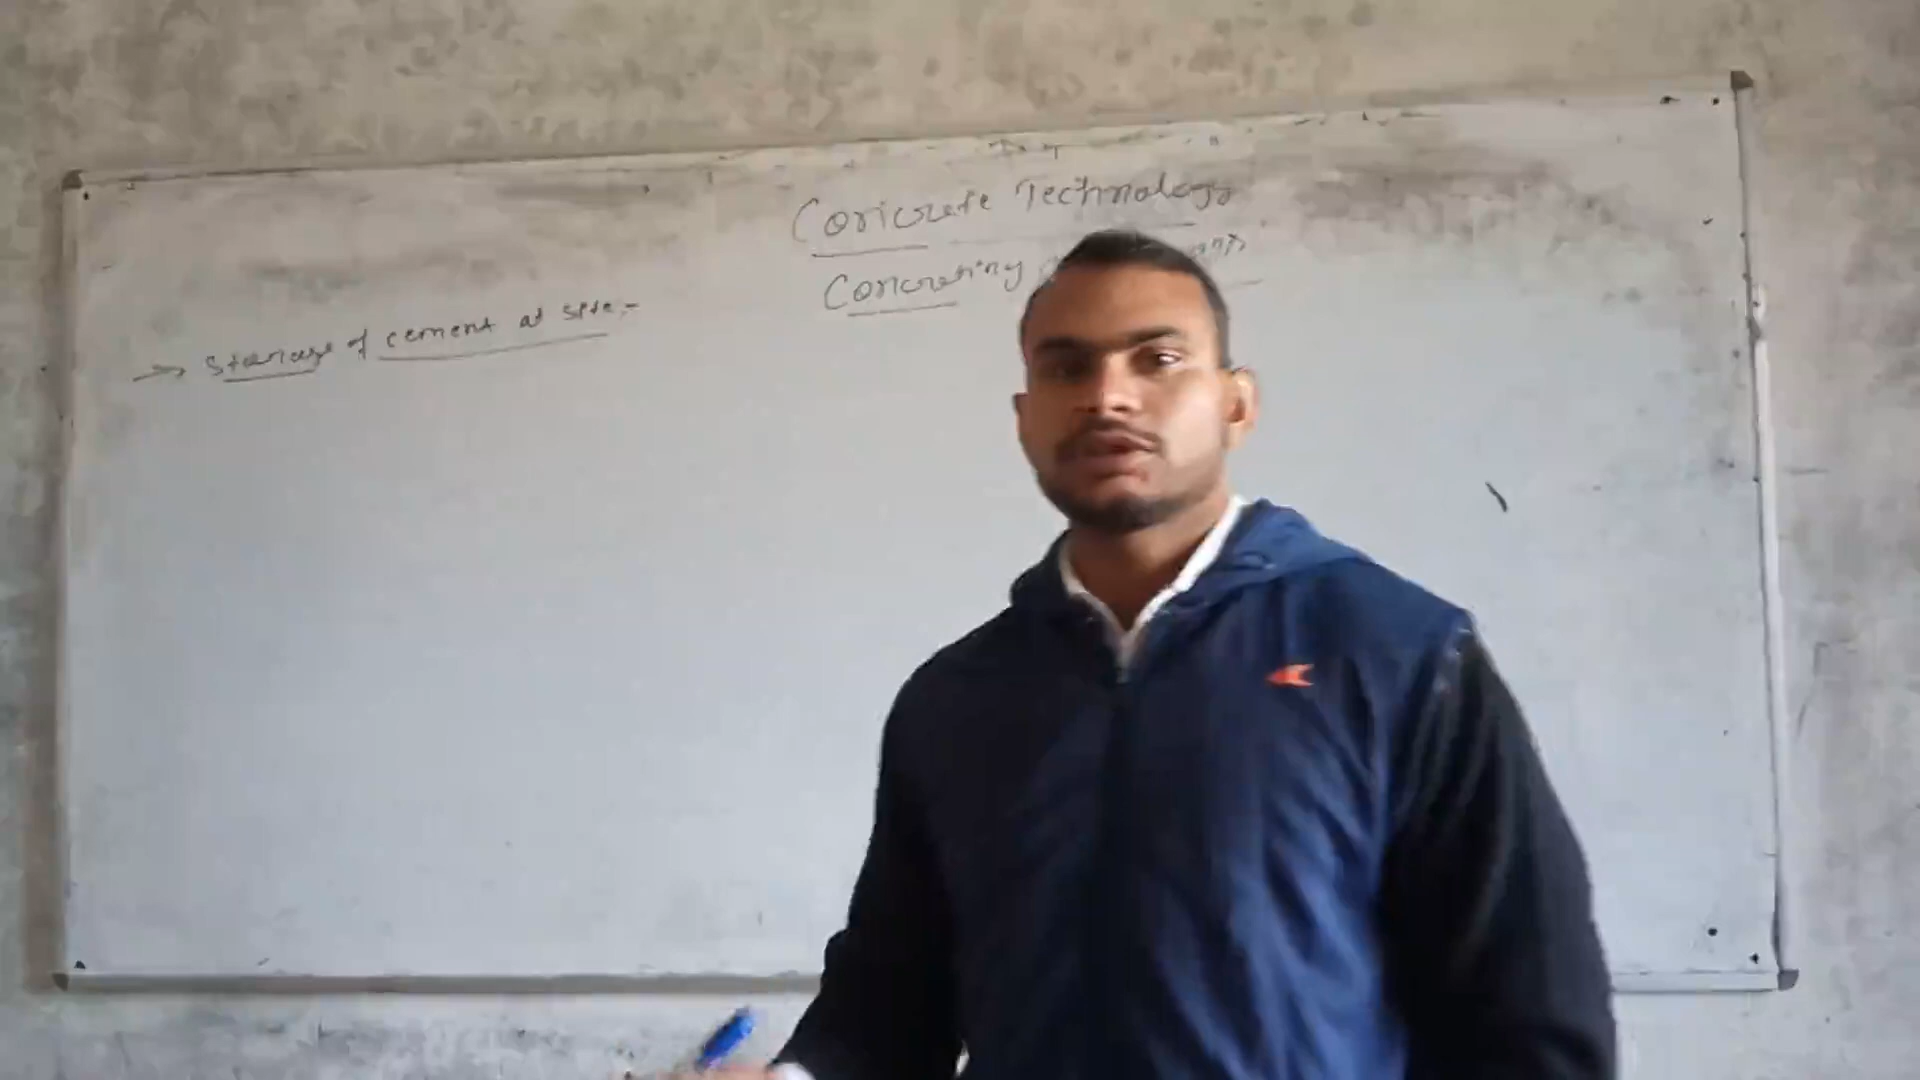 Concrete Technology
Concreting
→ Storage of cement at site:-